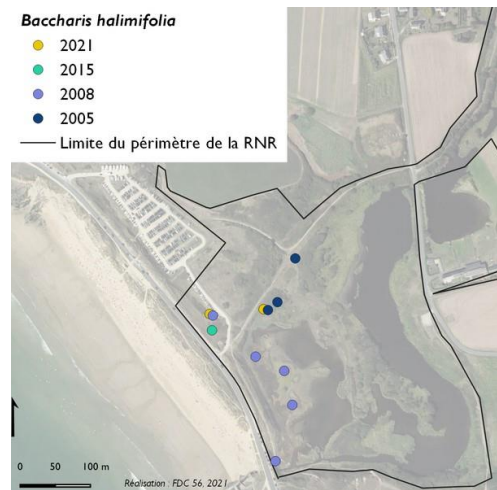 Baccharis halimifolia
2021
2015
2008
2005
Limite du périmètre de la RNR
0 50 100 m
Réalisation : FDC 56, 2021